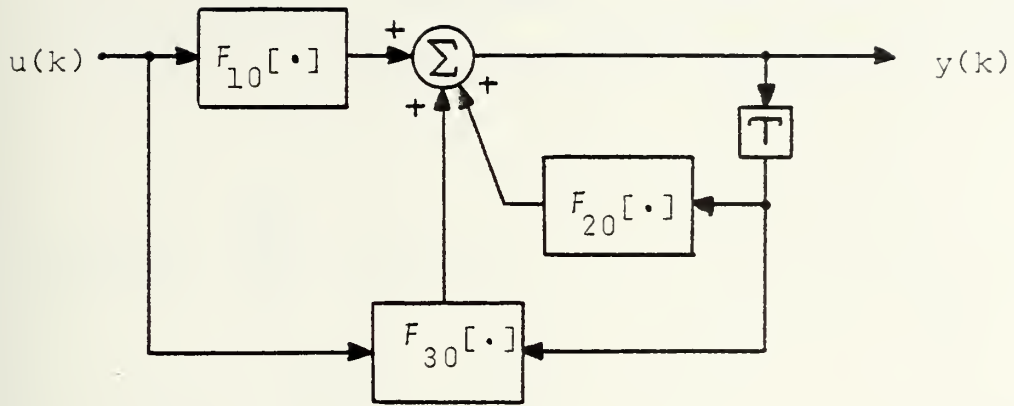 u(k)
F10[·]
+
Σ
+
+
y(k)
T
F20[·]
F30[·]